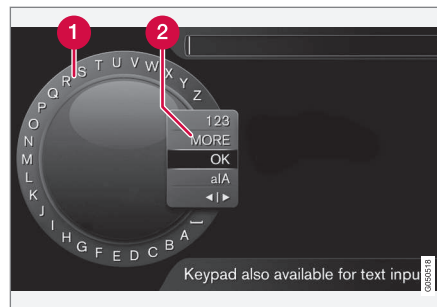 1
2
A B C D E F G H I J K L M N O P Q R S T U V W X Y Z
123
MORE
OK
a|A
◄|►
Keypad also available for text inpu
G050518